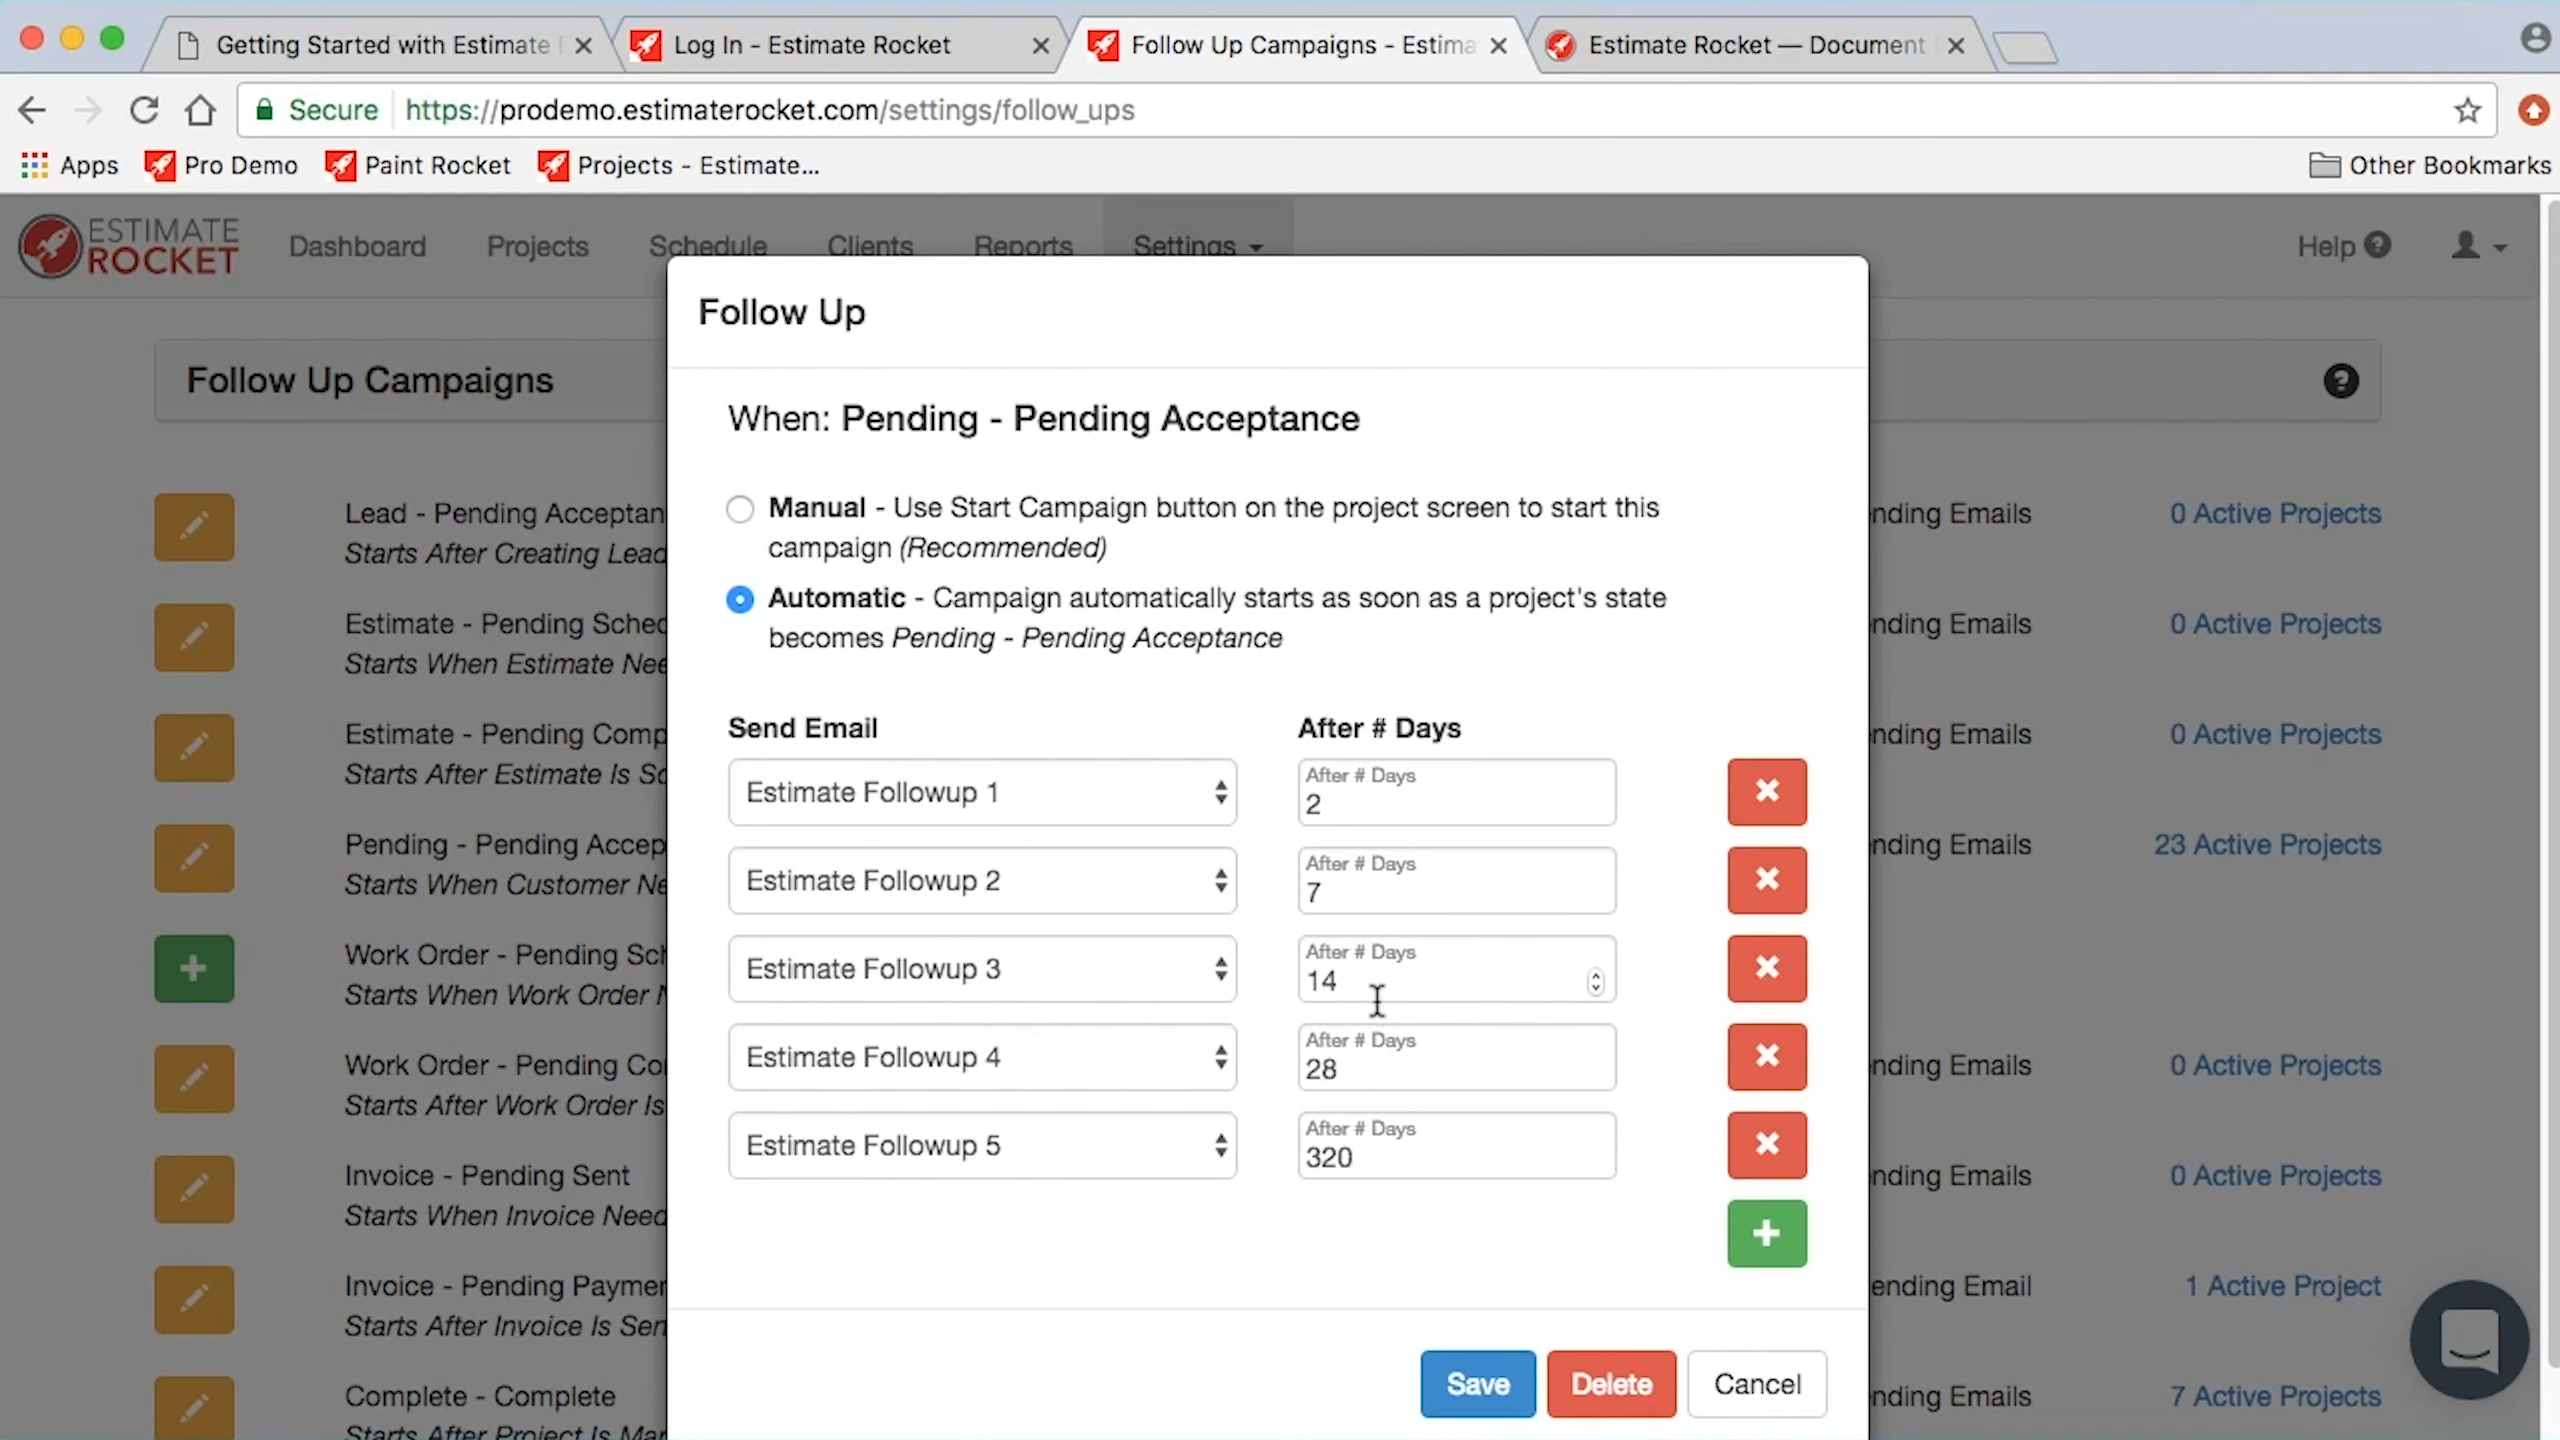 Getting Started with Estimate
Log In - Estimate Rocket
Follow Up Campaigns - Estima
Estimate Rocket — Document
Secure
https://prodemo.estimaterocket.com/settings/follow_ups
Apps
Pro Demo
Paint Rocket
Projects - Estimate...
Other Bookmarks
ESTIMATE
ROCKET
Dashboard
Projects
Schedule
Clients
Reports
Settings
Help
Follow Up Campaigns
Follow Up
When: Pending - Pending Acceptance
Manual - Use Start Campaign button on the project screen to start this
campaign (Recommended)
Automatic - Campaign automatically starts as soon as a project's state
becomes Pending - Pending Acceptance
Send Email
After # Days
Estimate Followup 1
After # Days
2
Estimate Followup 2
After # Days
7
Estimate Followup 3
After # Days
14
Estimate Followup 4
After # Days
28
Estimate Followup 5
After # Days
320
Save
Delete
Cancel
Lead - Pending Acceptan
Starts After Creating Lead
nding Emails
0 Active Projects
Estimate - Pending Sched
Starts When Estimate Nee
nding Emails
0 Active Projects
Estimate - Pending Comp
Starts After Estimate Is Sc
nding Emails
0 Active Projects
Pending - Pending Accep
Starts When Customer Ne
nding Emails
23 Active Projects
Work Order - Pending Sch
Starts When Work Order N
Work Order - Pending Co
Starts After Work Order Is
nding Emails
0 Active Projects
Invoice - Pending Sent
Starts When Invoice Need
nding Emails
0 Active Projects
Invoice - Pending Paymen
Starts After Invoice Is Sen
ending Email
1 Active Project
Complete - Complete
Starts After Project Is Mar
nding Emails
7 Active Projects